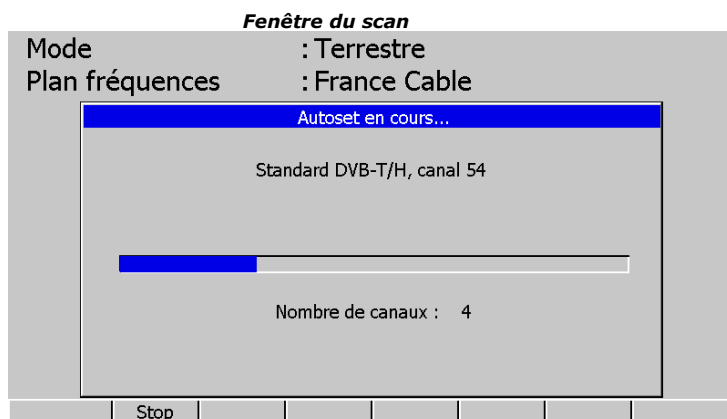 Fenêtre du scan
Mode : Terrestre
Plan fréquences : France Cable
Autoset en cours...
Standard DVB-T/H, canal 54
Nombre de canaux : 4
Stop